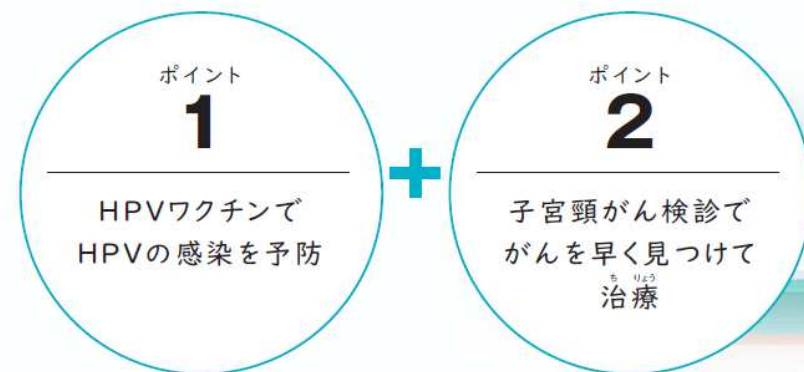 ポイント
1
HPVワクチンで
HPVの感染を予防
+
ポイント
2
子宮頸がん検診で
がんを早く見つけて
ち りょう
治療